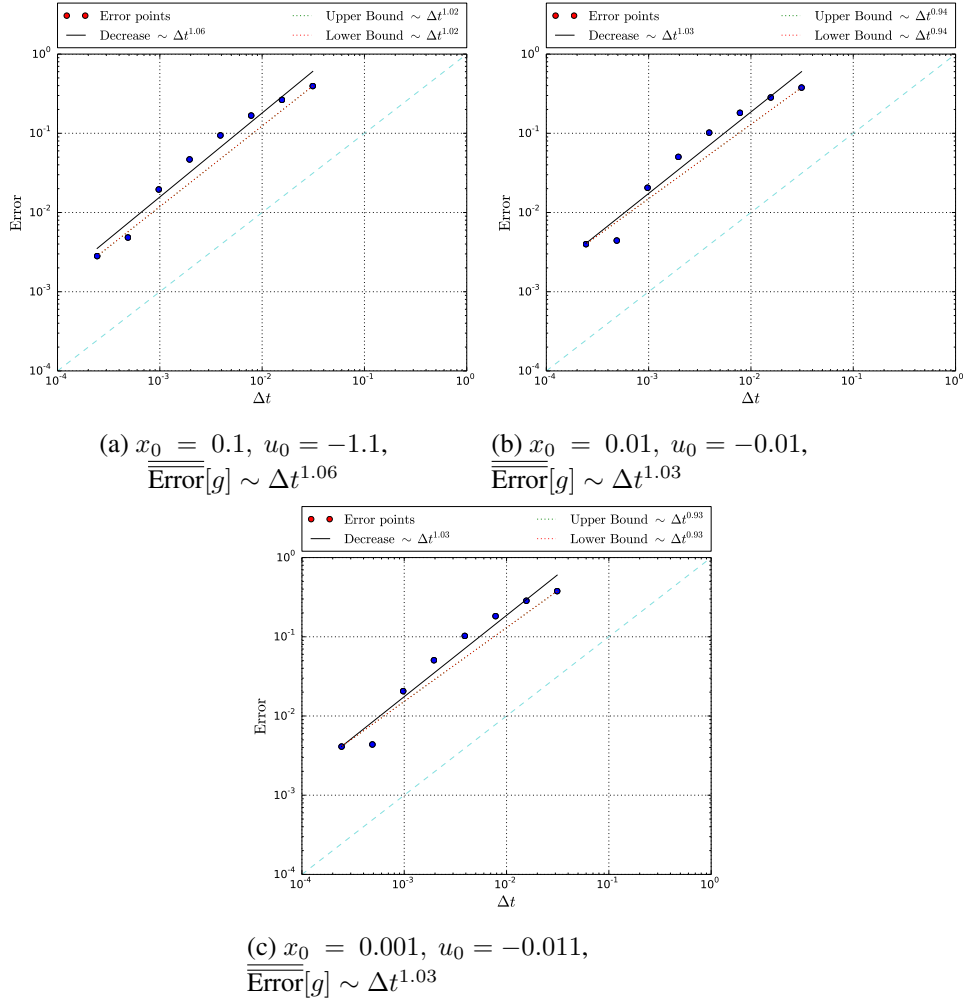 Error points
Decrease ∼ Δt^1.06
Upper Bound ∼ Δt^1.02
Lower Bound ∼ Δt^1.02
10^0
10^-1
10^-2
10^-3
10^-4
Error
10^-4 10^-3 10^-2 10^-1 10^0
Δt
(a) x_0 = 0.1, u_0 = −1.1,
Error[g] ∼ Δt^1.06
Error points
Decrease ∼ Δt^1.03
Upper Bound ∼ Δt^0.94
Lower Bound ∼ Δt^0.94
10^0
10^-1
10^-2
10^-3
10^-4
Error
10^-4 10^-3 10^-2 10^-1 10^0
Δt
(b) x_0 = 0.01, u_0 = −0.01,
Error[g] ∼ Δt^1.03
Error points
Decrease ∼ Δt^1.03
Upper Bound ∼ Δt^0.93
Lower Bound ∼ Δt^0.93
10^0
10^-1
10^-2
10^-3
10^-4
Error
10^-4 10^-3 10^-2 10^-1 10^0
Δt
(c) x_0 = 0.001, u_0 = −0.011,
Error[g] ∼ Δt^1.03